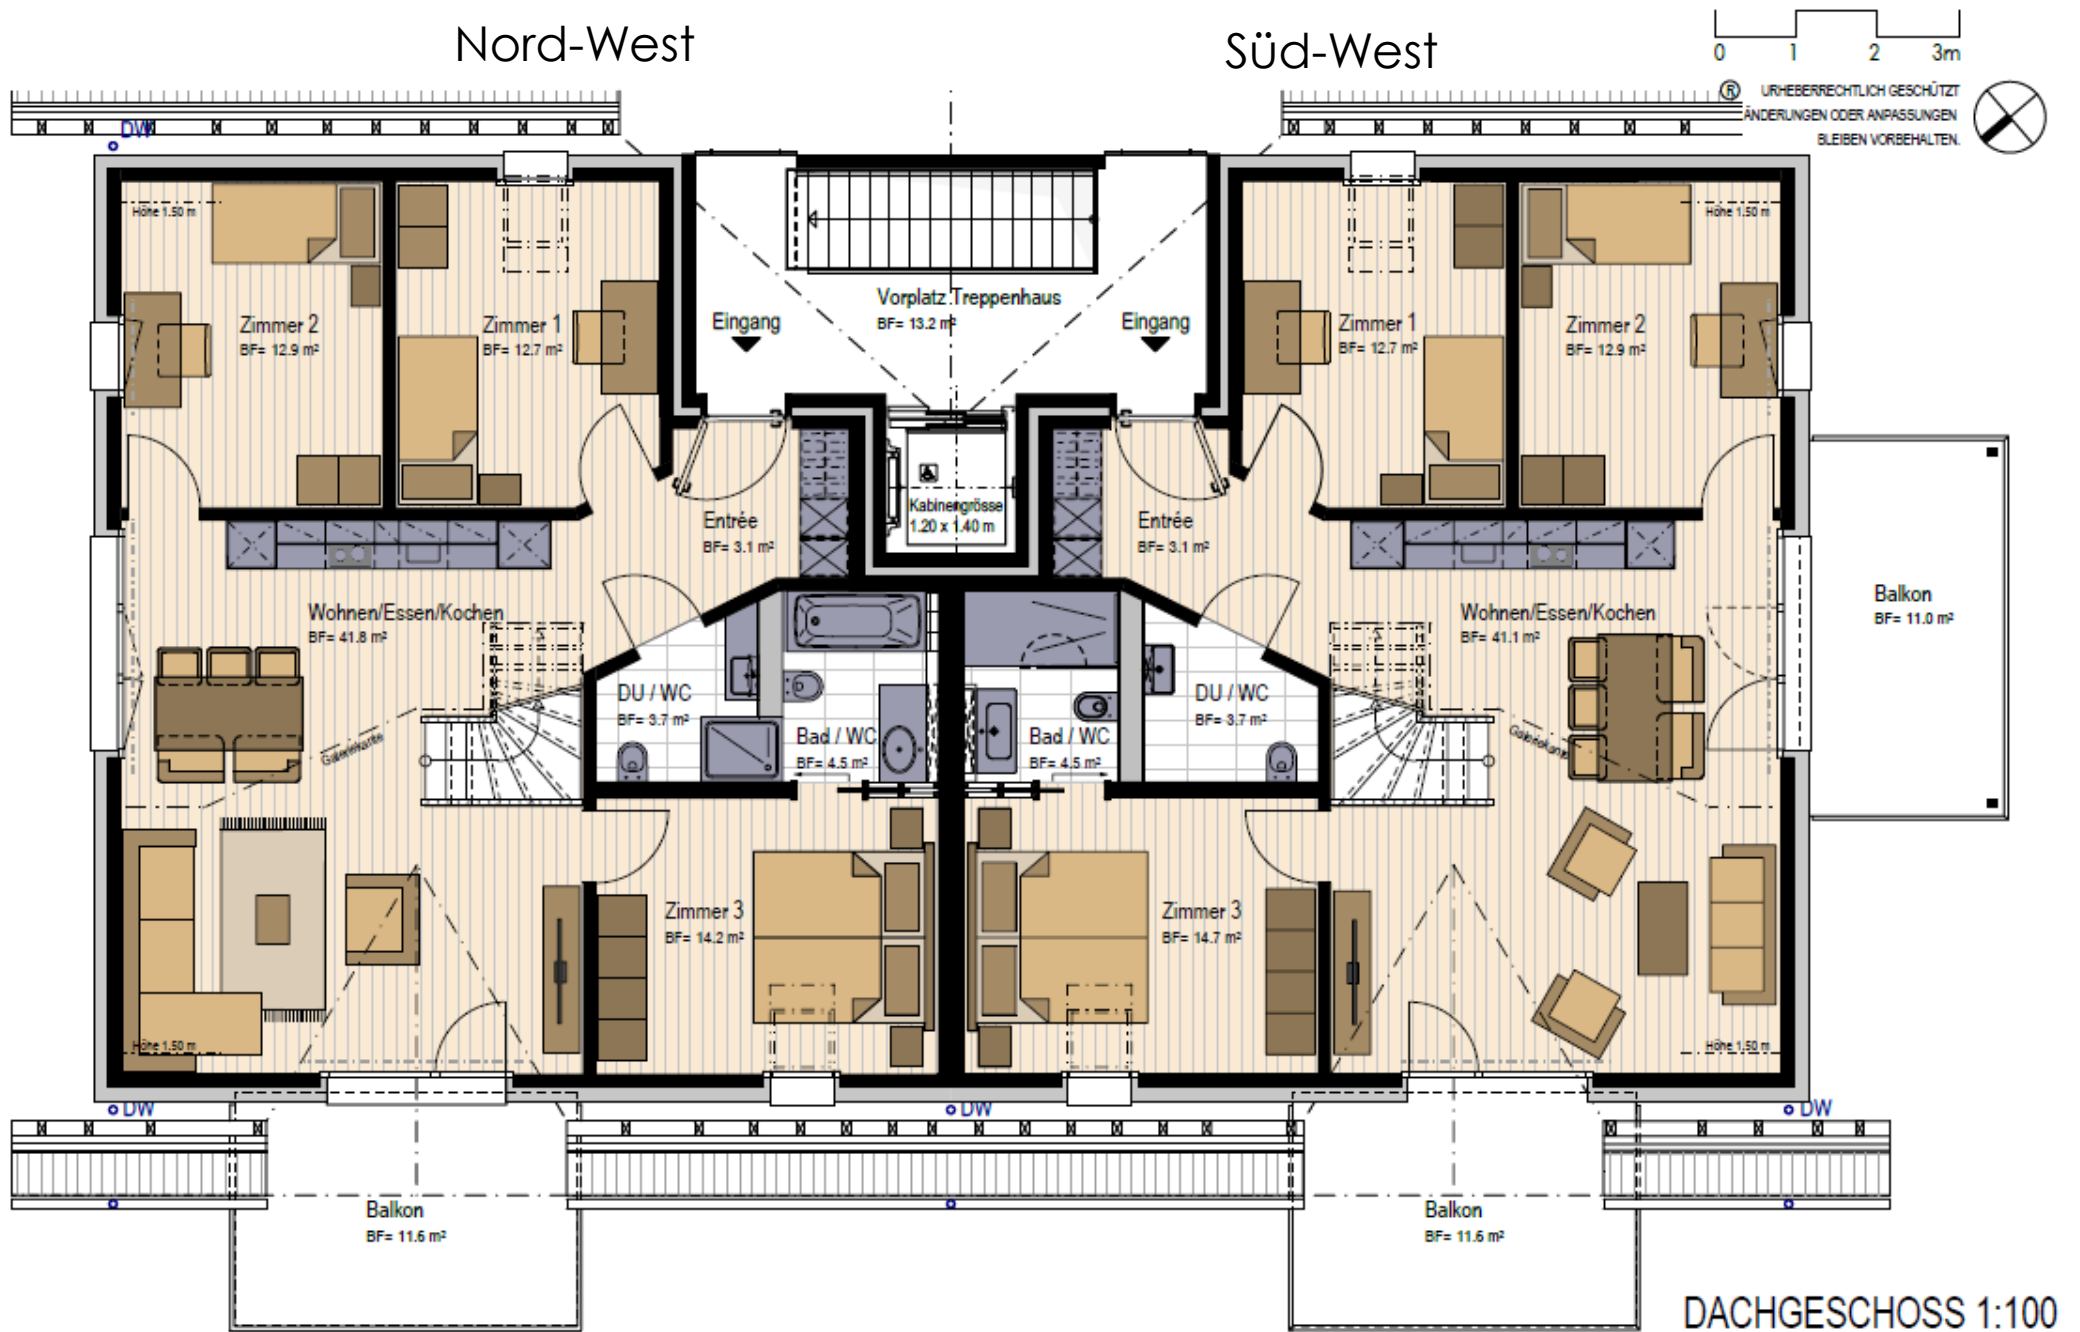 Nord-West
Süd-West
0 1 2 3m
® URHEBERRECHTLICH GESCHÜTZT
ÄNDERUNGEN ODER ANPASSUNGEN
BLEIBEN VORBEHALTEN.
DW
Höhe 1.50 m
Höhe 1.50 m
Zimmer 2
BF= 12.9 m²
Zimmer 1
BF= 12.7 m²
Eingang
Vorplatz Treppenhaus
BF= 13.2 m²
Eingang
Zimmer 1
BF= 12.7 m²
Zimmer 2
BF= 12.9 m²
Kabinengrösse
1.20 x 1.40 m
Entrée
BF= 3.1 m²
Entrée
BF= 3.1 m²
Wohnen/Essen/Kochen
BF= 41.8 m²
Wohnen/Essen/Kochen
BF= 41.1 m²
Balkon
BF= 11.0 m²
DU / WC
BF= 3.7 m²
Bad / WC
BF= 4.5 m²
Bad / WC
BF= 4.5 m²
DU / WC
BF= 3.7 m²
Galeriekante
Galeriekante
Zimmer 3
BF= 14.2 m²
Zimmer 3
BF= 14.7 m²
Höhe 1.50 m
Höhe 1.50 m
DW
DW
DW
Balkon
BF= 11.6 m²
Balkon
BF= 11.6 m²
DACHGESCHOSS 1:100